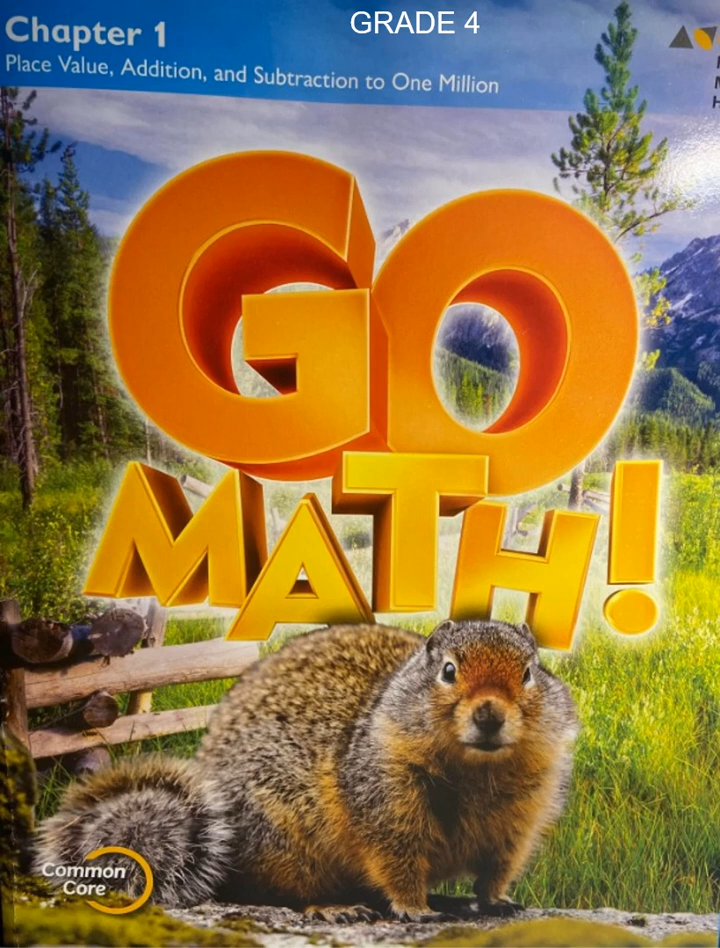 GRADE 4
Chapter 1
Place Value, Addition, and Subtraction to One Million
GO
MATH!
Common
Core